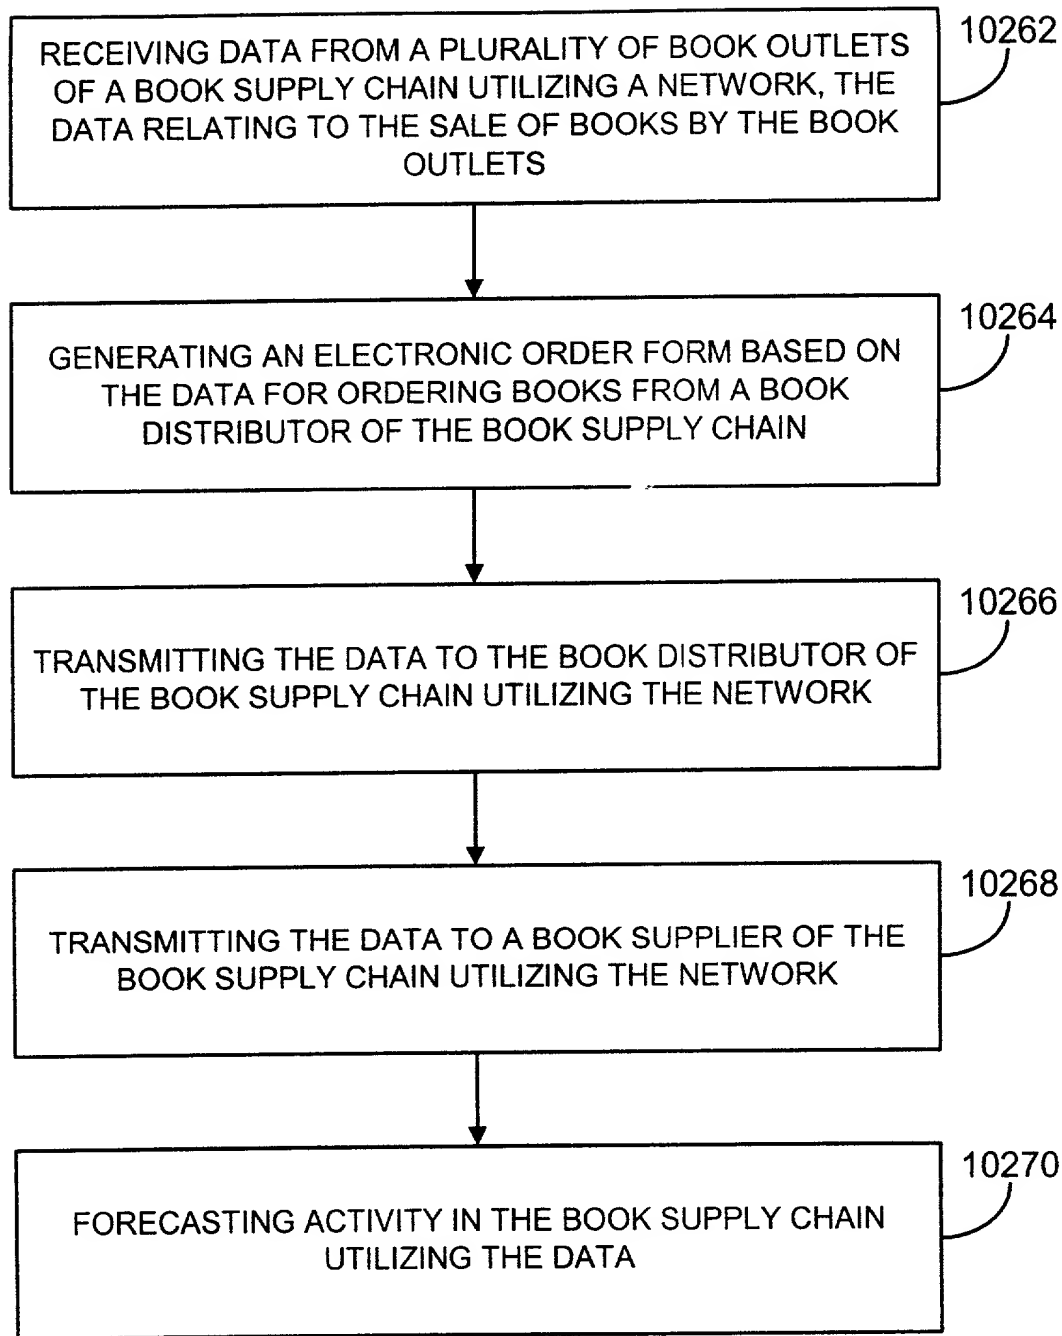 10262
RECEIVING DATA FROM A PLURALITY OF BOOK OUTLETS
OF A BOOK SUPPLY CHAIN UTILIZING A NETWORK, THE
DATA RELATING TO THE SALE OF BOOKS BY THE BOOK
OUTLETS
10264
GENERATING AN ELECTRONIC ORDER FORM BASED ON
THE DATA FOR ORDERING BOOKS FROM A BOOK
DISTRIBUTOR OF THE BOOK SUPPLY CHAIN
10266
TRANSMITTING THE DATA TO THE BOOK DISTRIBUTOR OF
THE BOOK SUPPLY CHAIN UTILIZING THE NETWORK
10268
TRANSMITTING THE DATA TO A BOOK SUPPLIER OF THE
BOOK SUPPLY CHAIN UTILIZING THE NETWORK
10270
FORECASTING ACTIVITY IN THE BOOK SUPPLY CHAIN
UTILIZING THE DATA